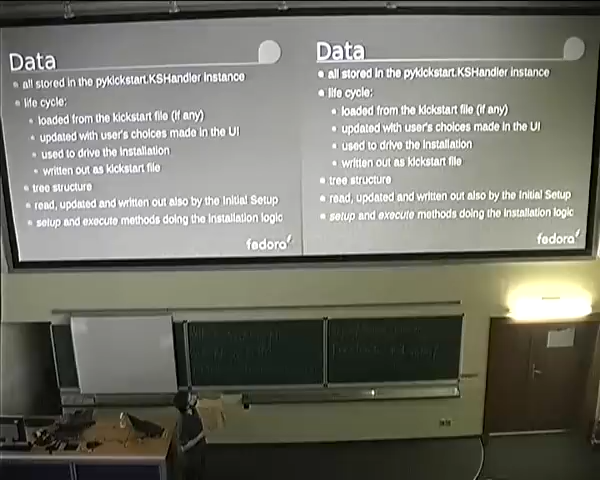 Data
all stored in the pykickstart.KSHandler instance
life cycle:
loaded from the kickstart file (if any)
updated with user's choices made in the UI
used to drive the installation
written out as kickstart file
tree structure
read, updated and written out also by the Initial Setup
setup and execute methods doing the installation logic
fedora
Data
all stored in the pykickstart.KSHandler instance
life cycle:
loaded from the kickstart file (if any)
updated with user's choices made in the UI
used to drive the installation
written out as kickstart file
tree structure
read, updated and written out also by the Initial Setup
setup and execute methods doing the installation logic
fedora